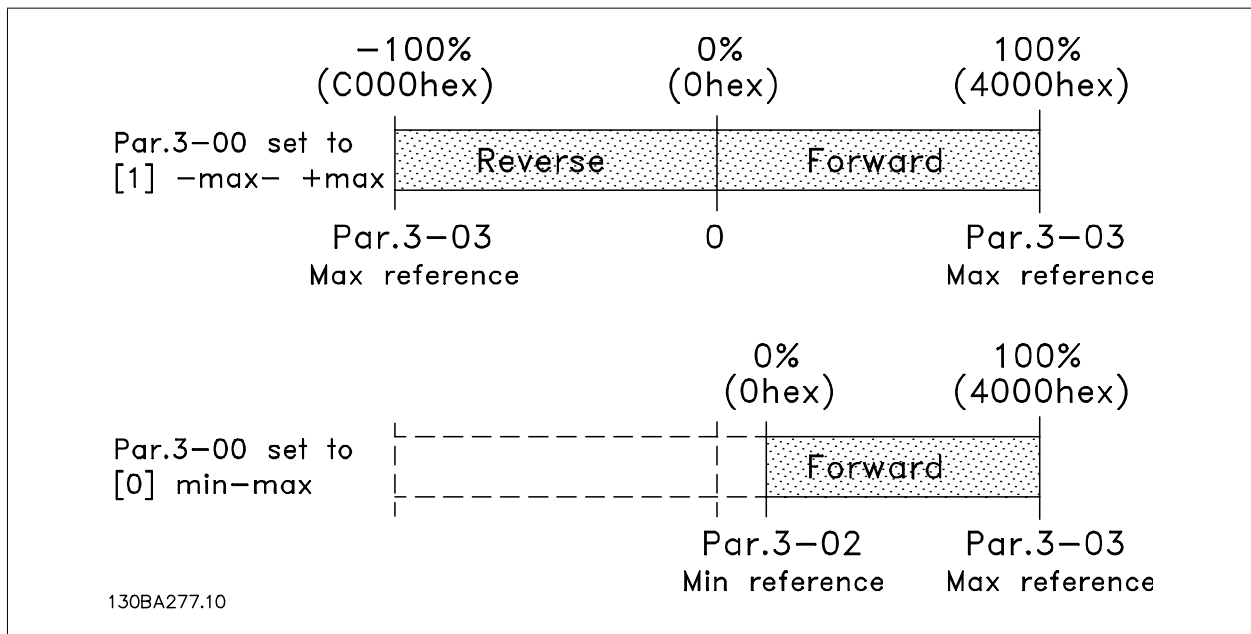 -100% 0% 100%
(C000hex) (0hex) (4000hex)
Par.3-00 set to
[1] -max- +max
Reverse Forward
Par.3-03 0 Par.3-03
Max reference Max reference
0% 100%
(0hex) (4000hex)
Par.3-00 set to
[0] min-max
Forward
Par.3-02 Par.3-03
Min reference Max reference
130BA277.10